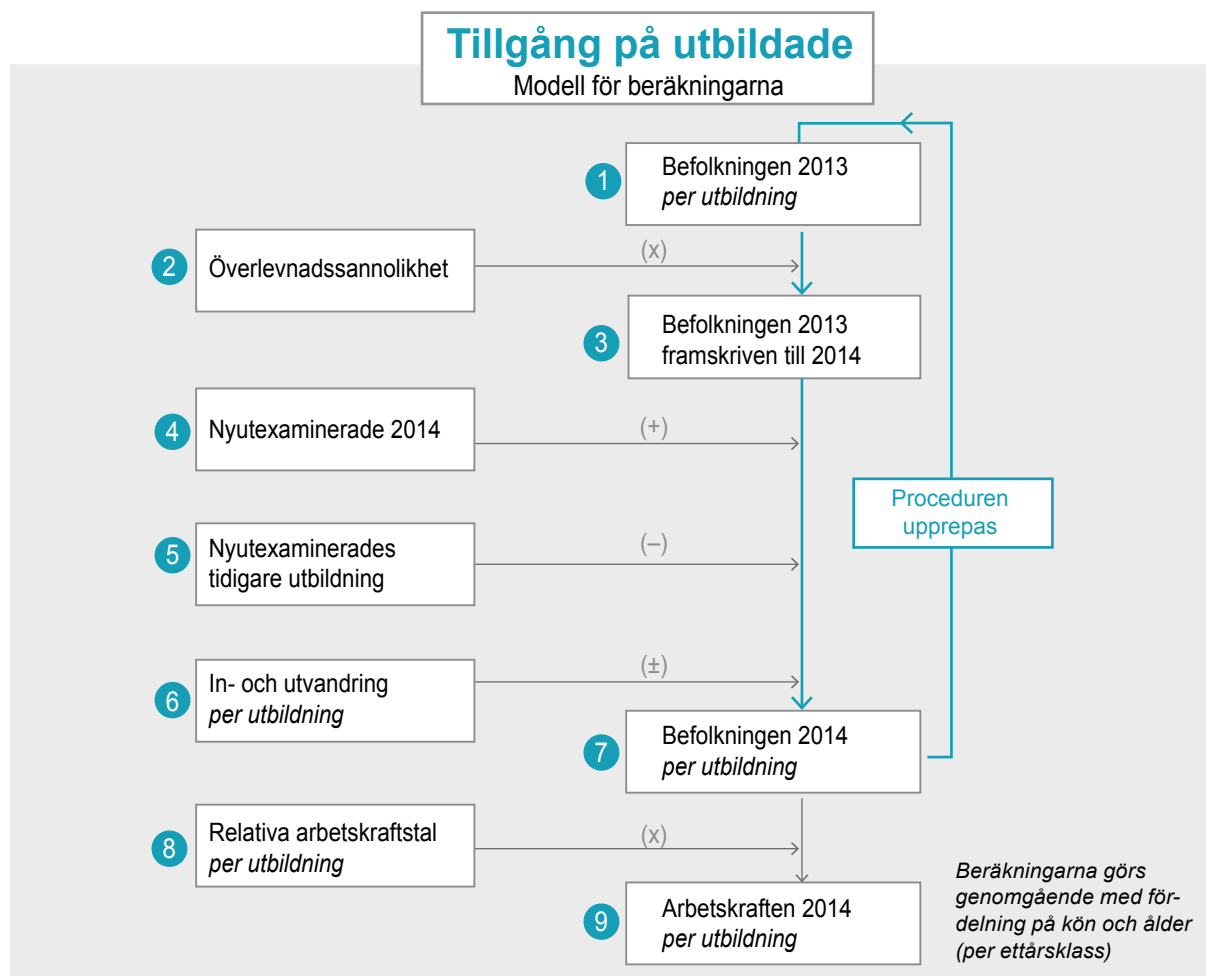 Tillgång på utbildade
Modell för beräkningarna
1
Befolkningen 2013
per utbildning
2
Överlevnadssannolikhet
(x)
3
Befolkningen 2013
framskriven till 2014
4
Nyutexaminerade 2014
(+)
Proceduren
upprepas
5
Nyutexaminerades
tidigare utbildning
(–)
6
In- och utvandring
per utbildning
(±)
7
Befolkningen 2014
per utbildning
8
Relativa arbetskraftstal
per utbildning
(x)
9
Arbetskraften 2014
per utbildning
Beräkningarna görs
genomgående med för-
delning på kön och ålder
(per ettårsklass)